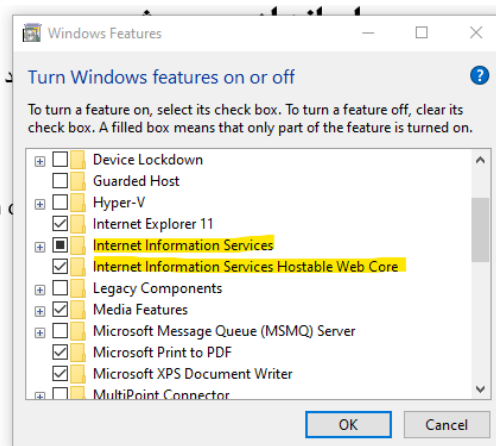 Windows Features
Turn Windows features on or off
To turn a feature on, select its check box. To turn a feature off, clear its
check box. A filled box means that only part of the feature is turned on.
Device Lockdown
Guarded Host
Hyper-V
Internet Explorer 11
Internet Information Services
Internet Information Services Hostable Web Core
Legacy Components
Media Features
Microsoft Message Queue (MSMQ) Server
Microsoft Print to PDF
Microsoft XPS Document Writer
MultiPoint Connector
OK Cancel